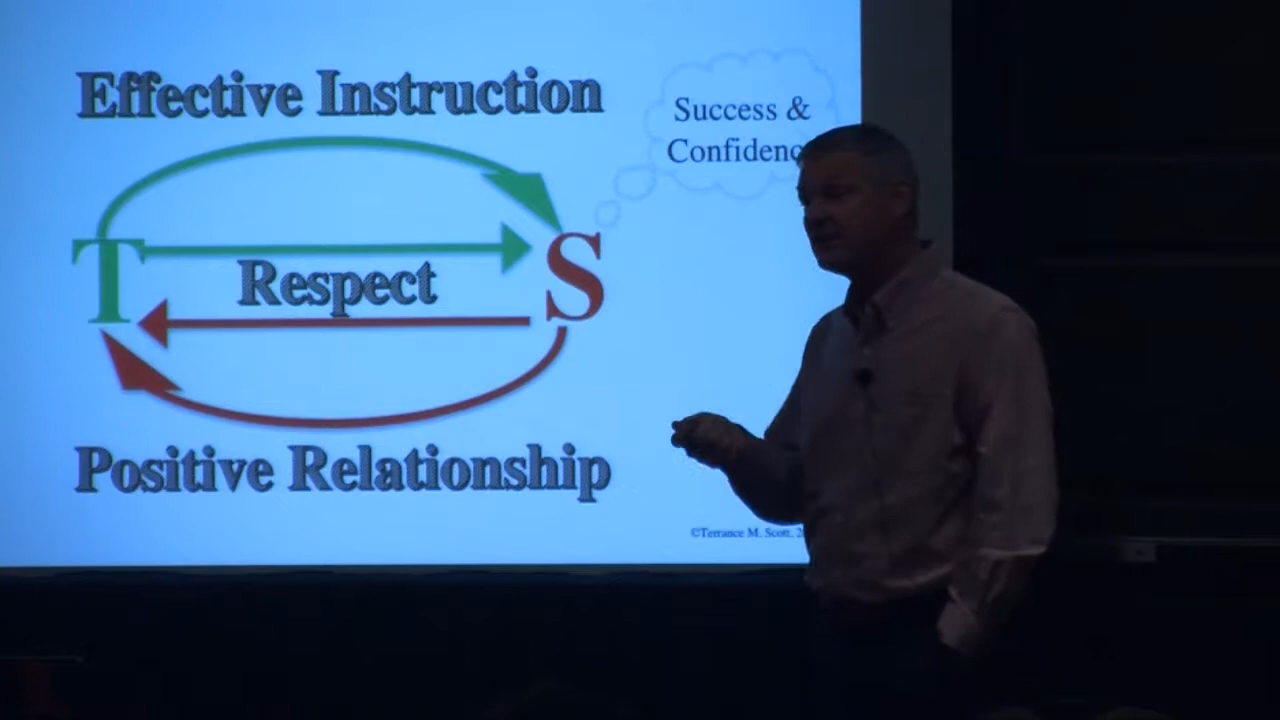 Effective Instruction
Success &
Confidenc
T
S
Respect
Positive Relationship
©Terrance M. Scott, 2